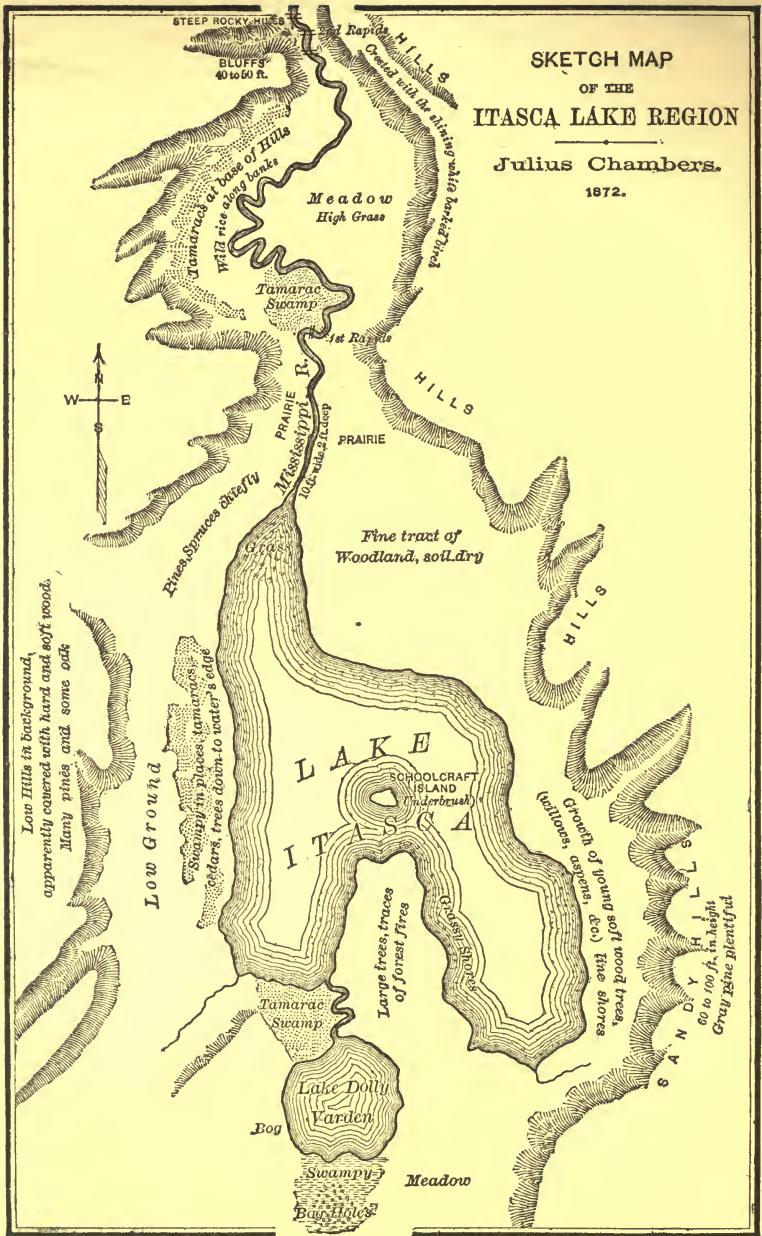 SKETCH MAP
OF THE
ITASCA LAKE REGION
Julius Chambers.
1872.
STEEP ROCKY HILLS
2nd Rapids
HILLS
BLUFFS
40 to 50 ft.
Crested with the shining white barked birch
Tamaracs at base of Hills
Wild rice along banks
Meadow
High Grass
Tamarac
Swamp
1st Rapids
N
W E
S
HILLS
PRAIRIE
Mississippi R.
10 ft. wide, 2 ft. deep
PRAIRIE
Pines, Spruces chiefly
Grass
Fine tract of
Woodland, soil dry
HILLS
Low Hills in background,
apparently covered with hard and soft wood.
Many pines and some oak
LOW GROUND
Swampy in places, tamaracs,
cedars, trees down to water's edge
LAKE
ITASCA
SCHOOLCRAFT
ISLAND
(Underbrush)
Growth of young soft wood trees,
(willows, aspens, &c.) line shores
SANDY HILLS
60 to 100 ft. in height
Gray pine plentiful
Large trees, traces
of forest fires
Grassy Shores
Tamarac
Swamp
Lake Dolly
Varden
Bog
Swampy
Bog Holes
Meadow